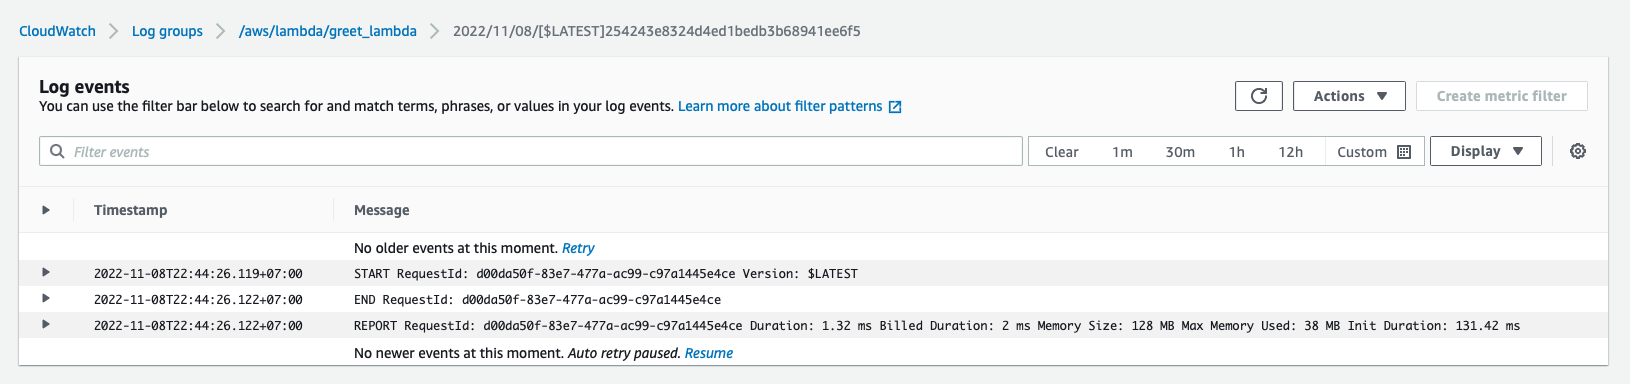 CloudWatch Log groups /aws/lambda/greet_lambda 2022/11/08/[$LATEST]254243e8324d4ed1bedb3b68941ee6f5
Log events
You can use the filter bar below to search for and match terms, phrases, or values in your log events. Learn more about filter patterns
Actions Create metric filter
Filter events Clear 1m 30m 1h 12h Custom Display
Timestamp Message
No older events at this moment. Retry
2022-11-08T22:44:26.119+07:00 START RequestId: d00da50f-83e7-477a-ac99-c97a1445e4ce Version: $LATEST
2022-11-08T22:44:26.122+07:00 END RequestId: d00da50f-83e7-477a-ac99-c97a1445e4ce
2022-11-08T22:44:26.122+07:00 REPORT RequestId: d00da50f-83e7-477a-ac99-c97a1445e4ce Duration: 1.32 ms Billed Duration: 2 ms Memory Size: 128 MB Max Memory Used: 38 MB Init Duration: 131.42 ms
No newer events at this moment. Auto retry paused. Resume